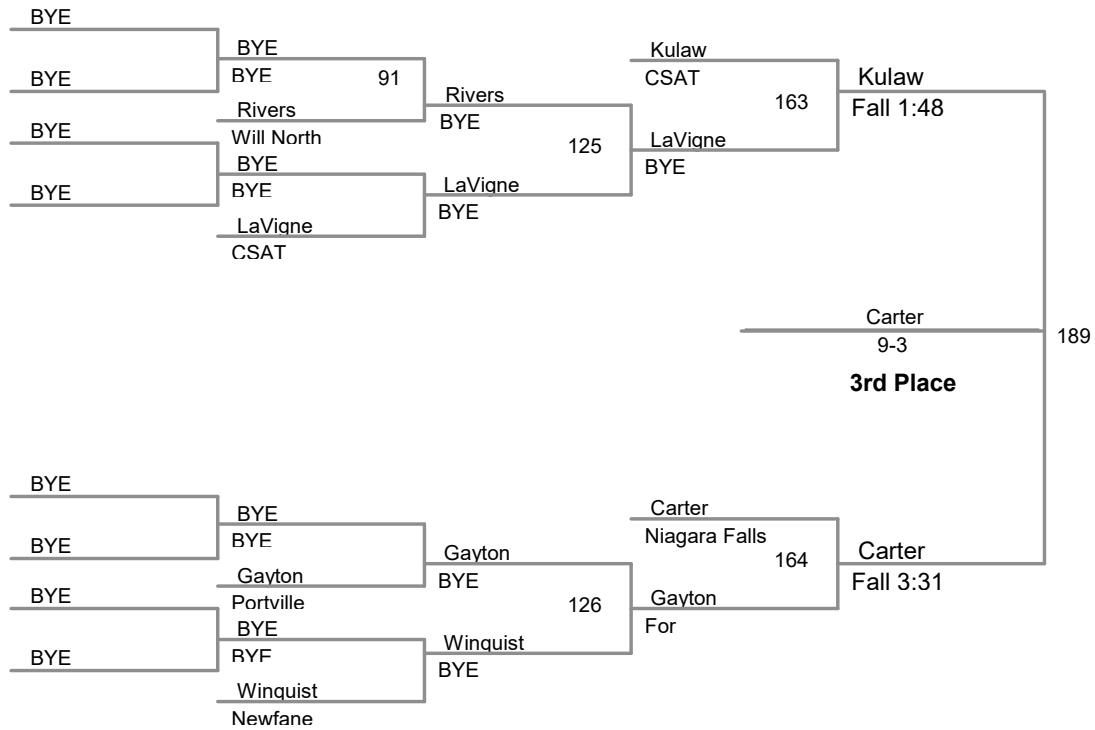 BYE
BYE
BYE
BYE
BYE
BYE
91
Rivers
Will North
BYE
BYE
LaVigne
CSAT
Rivers
BYE
125
LaVigne
BYE
Kulaw
CSAT
163
LaVigne
BYE
Kulaw
Fall 1:48
Carter
9-3
3rd Place
189
BYE
BYE
BYE
BYE
BYE
BYE
Gayton
Portville
BYE
BYE
Winquist
Newfane
Gayton
BYE
126
Winquist
BYE
Carter
Niagara Falls
164
Gayton
For
Carter
Fall 3:31